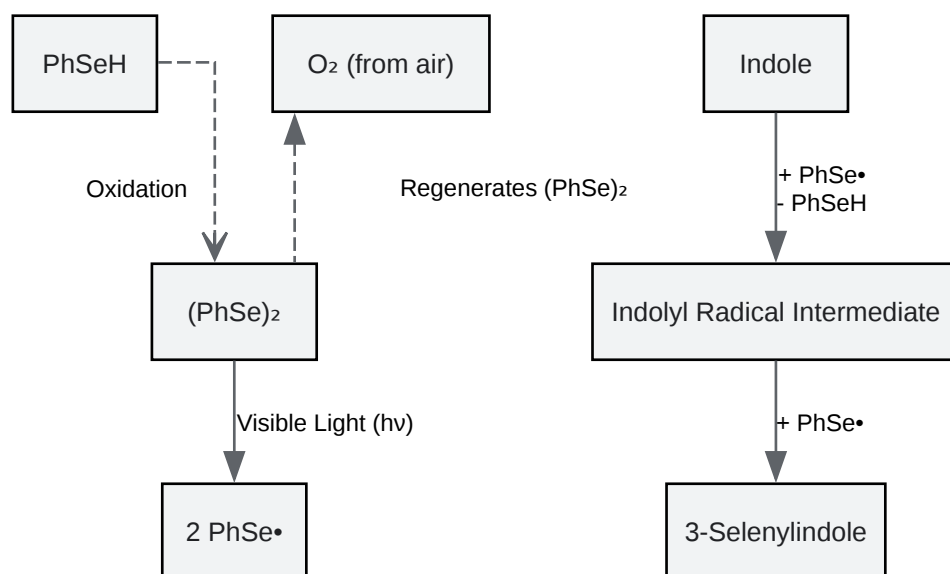 PhSeH
O₂ (from air)
Indole
Oxidation
Regenerates (PhSe)₂
+ PhSe•
- PhSeH
(PhSe)₂
Indolyl Radical Intermediate
Visible Light (hν)
+ PhSe•
2 PhSe•
3-Selenylindole